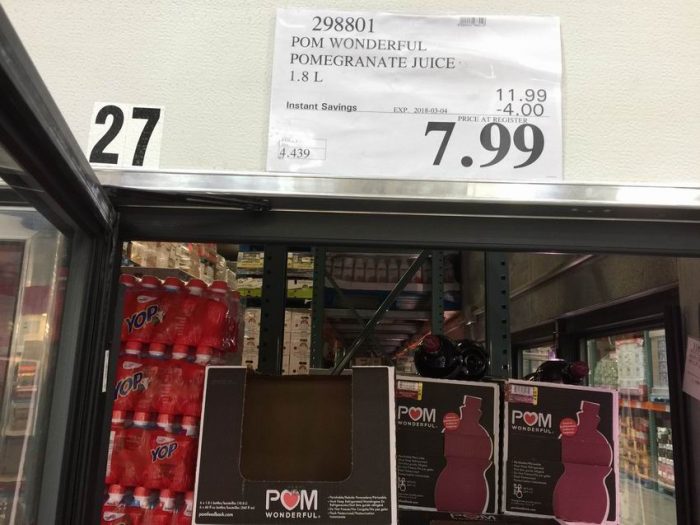 298801
POM WONDERFUL
POMEGRANATE JUICE
1.8 L
Instant Savings
EXP. 2018-03-04
11.99
-4.00
PRICE AT REGISTER
7.99
4.439
27
YOP
YOP
YOP
POM
WONDERFUL
POM
WONDERFUL
POM
WONDERFUL
POM